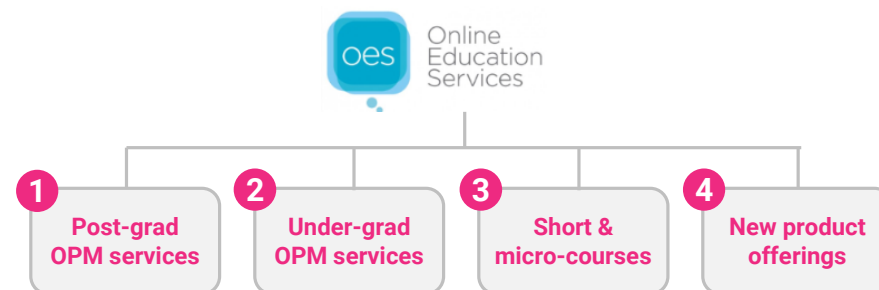 oes
Online
Education
Services
1
Post-grad
OPM services
2
Under-grad
OPM services
3
Short &
micro-courses
4
New product
offerings